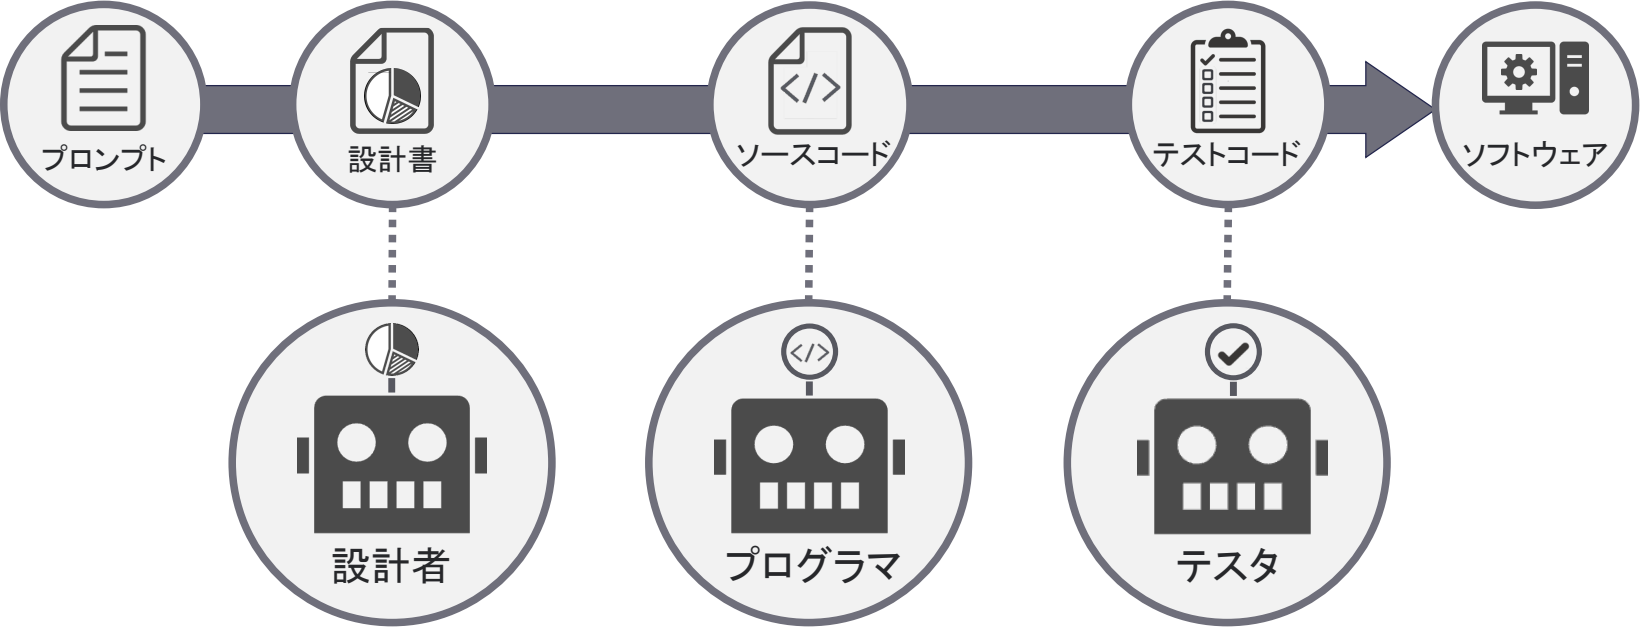 プロンプト
設計書
ソースコード
テストコード
ソフトウェア
</>
設計者
プログラマ
テスタ